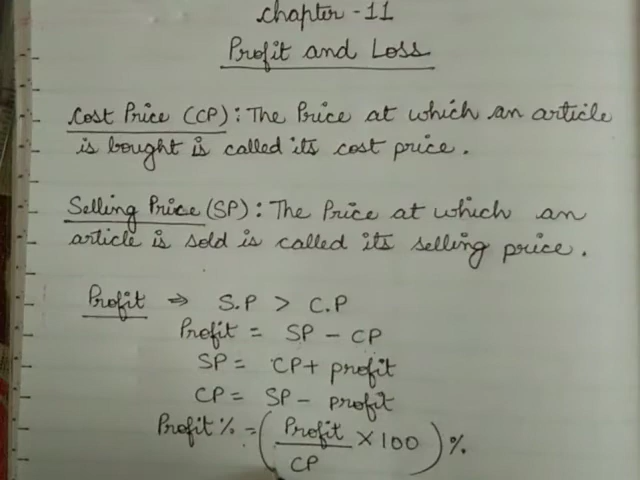 Chapter - 11
Profit and Loss
Cost Price (CP) : The Price at which an article
is bought is called its cost price.
Selling Price (SP) : The Price at which an
article is sold is called its selling price.
Profit ⇒ S.P > C.P
Profit = SP - CP
SP = CP + profit
CP = SP - profit
Profit % = (Profit/CP × 100) %